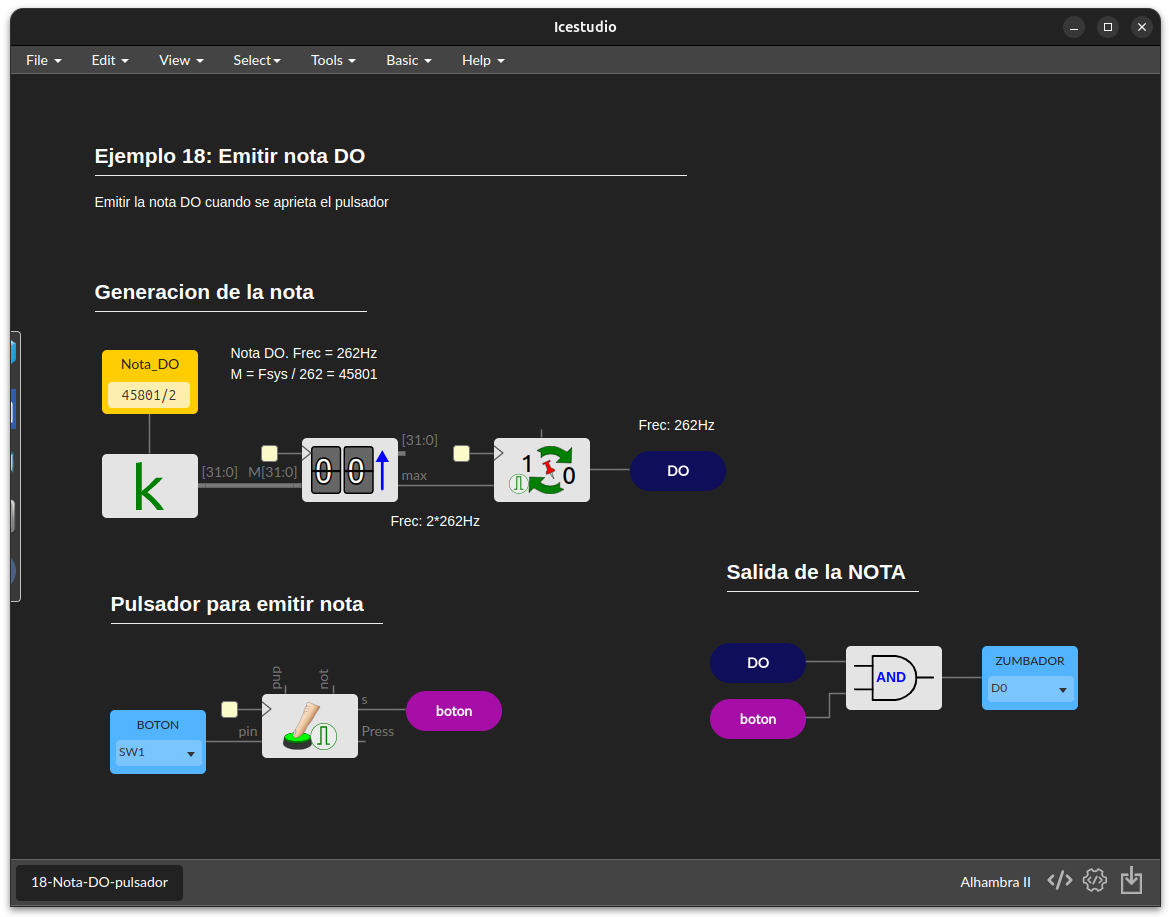 Icestudio
File Edit View Select Tools Basic Help
Ejemplo 18: Emitir nota DO
Emitir la nota DO cuando se aprieta el pulsador
Generacion de la nota
Nota_DO
45801/2
Nota DO. Frec = 262Hz
M = Fsys / 262 = 45801
k
[31:0] M[31:0]
0 0
[31:0]
max
1 0
Frec: 262Hz
DO
Frec: 2*262Hz
Pulsador para emitir nota
BOTON
SW1
pup not
pin
s
Press
boton
Salida de la NOTA
DO
boton
AND
ZUMBADOR
D0
18-Nota-DO-pulsador
Alhambra II